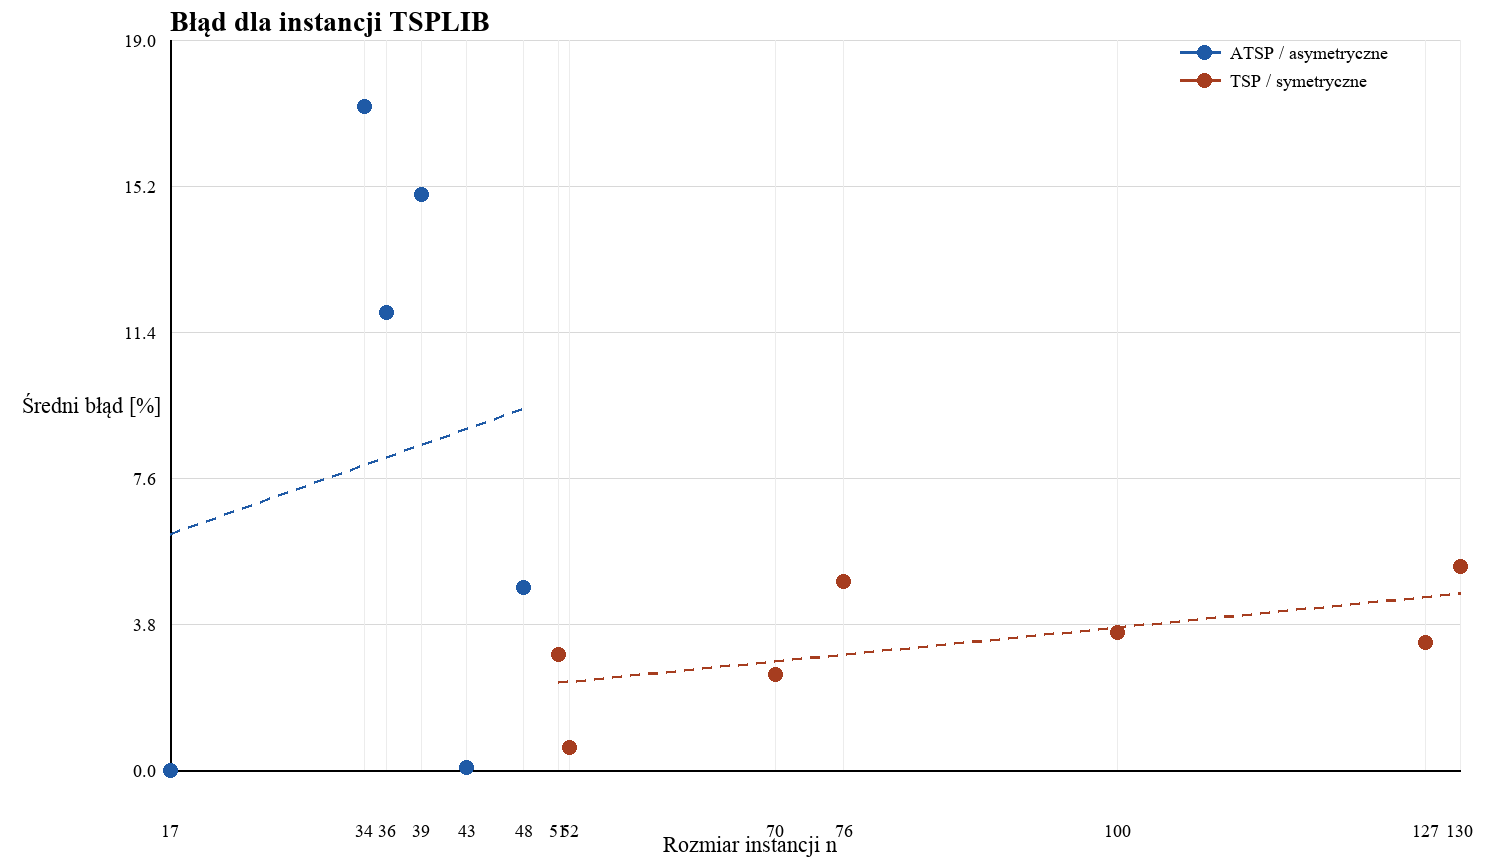 Błąd dla instancji TSPLIB
19.0
ATSP / asymetryczne
TSP / symetryczne
15.2
11.4
Średni błąd [%]
7.6
3.8
0.0
17 34 36 39 43 48 51 52 70 76 100 127 130
Rozmiar instancji n